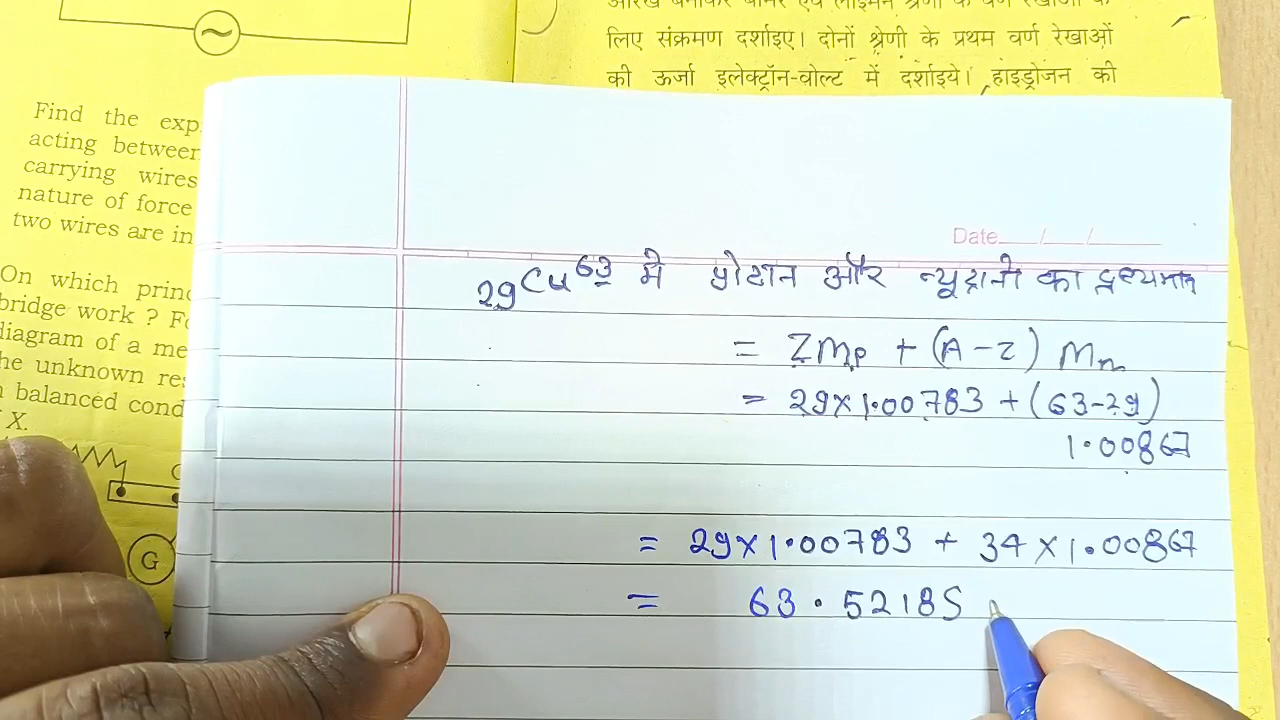 लिए संक्रमण दर्शाइए। दोनों श्रेणी के प्रथम वर्ण रेखाओं
की ऊर्जा इलेक्ट्रॉन-वोल्ट में दर्शाइये। हाइड्रोजन की
Find the exp
acting between
carrying wires
nature of force
two wires are in
On which princ
bridge work ? F
diagram of a me
he unknown res
balanced cond
X.
G
Date / /
29Cu63 मे प्रोटान और न्यूट्रानो का द्रव्यमान
= ZMp + (A-Z) Mn
= 29×1.00783 + (63-29)
1.00867
= 29×1.00783 + 34×1.00867
= 63.52185